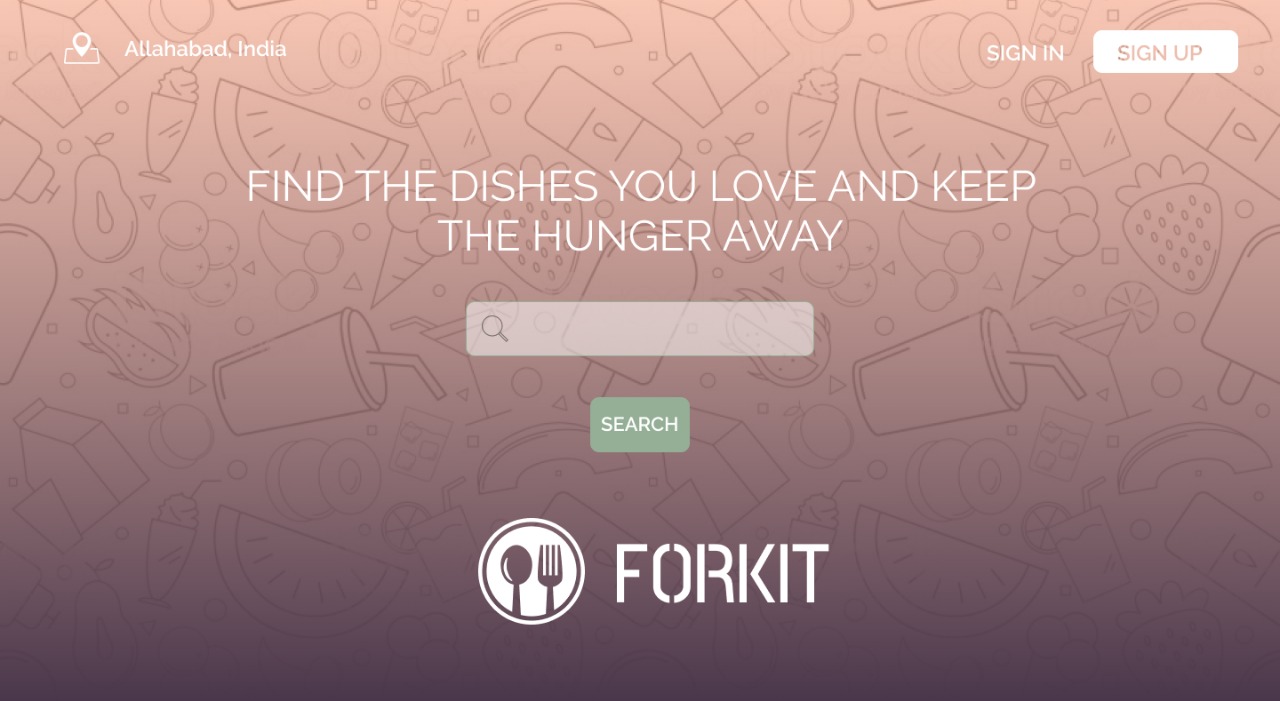 Allahabad, India
SIGN IN
SIGN UP
FIND THE DISHES YOU LOVE AND KEEP
THE HUNGER AWAY
SEARCH
FORKIT